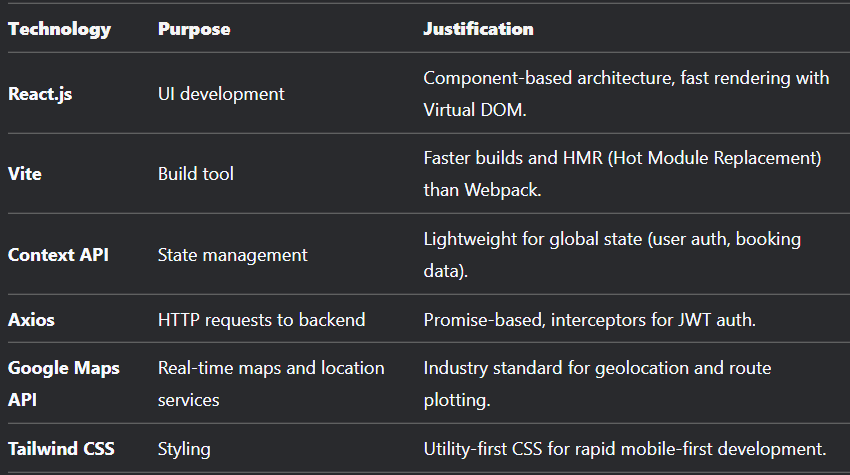 Technology Purpose Justification
React.js UI development Component-based architecture, fast rendering with
Virtual DOM.
Vite Build tool Faster builds and HMR (Hot Module Replacement)
than Webpack.
Context API State management Lightweight for global state (user auth, booking
data).
Axios HTTP requests to backend Promise-based, interceptors for JWT auth.
Google Maps Real-time maps and location Industry standard for geolocation and route
API services plotting.
Tailwind CSS Styling Utility-first CSS for rapid mobile-first development.